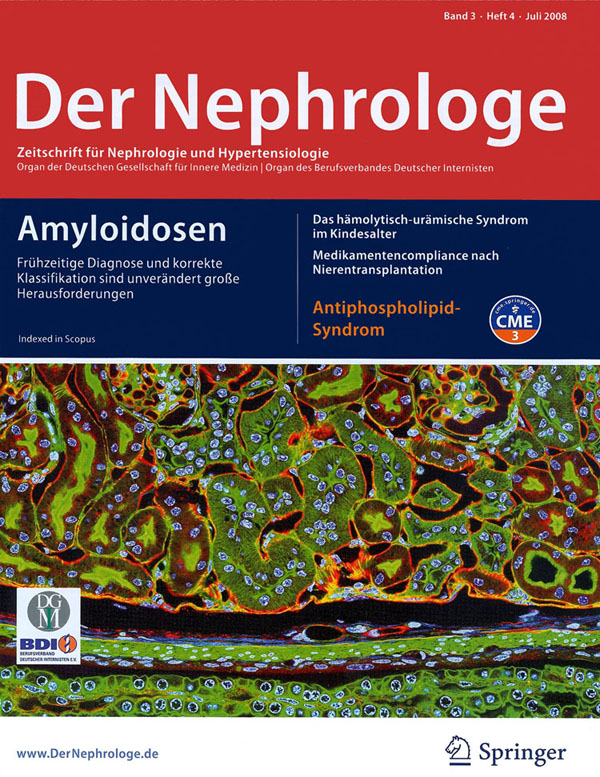 Band 3 · Heft 4 · Juli 2008
Der Nephrologe
Zeitschrift für Nephrologie und Hypertensiologie
Organ der Deutschen Gesellschaft für Innere Medizin | Organ des Berufsverbandes Deutscher Internisten
Amyloidosen
Frühzeitige Diagnose und korrekte
Klassifikation sind unverändert große
Herausforderungen
Indexed in Scopus
Das hämolytisch-urämische Syndrom
im Kindesalter
Medikamentencompliance nach
Nierentransplantation
Antiphospholipid-
Syndrom
cme.springer.de
CME
3
DG
IM
BDI
BERUFSVERBAND
DEUTSCHER INTERNISTEN E.V.
www.DerNephrologe.de
Springer